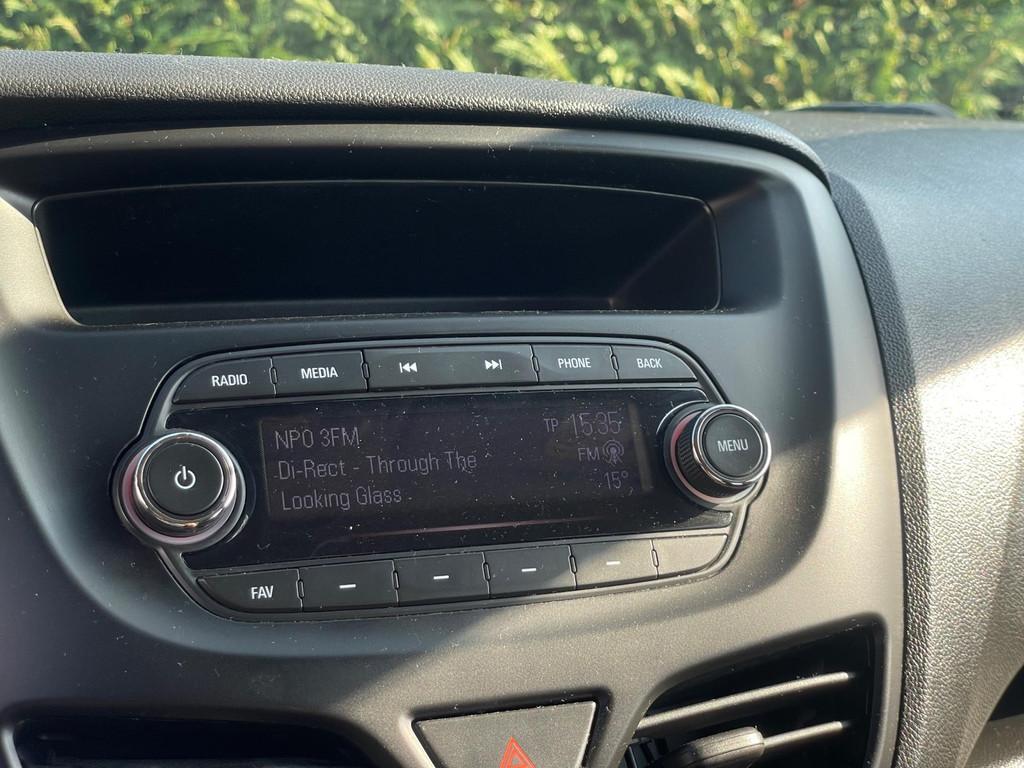 RADIO MEDIA PHONE BACK
NPO 3FM TP 15:35
Di-Rect - Through The FM
Looking Glass 15°
MENU
FAV